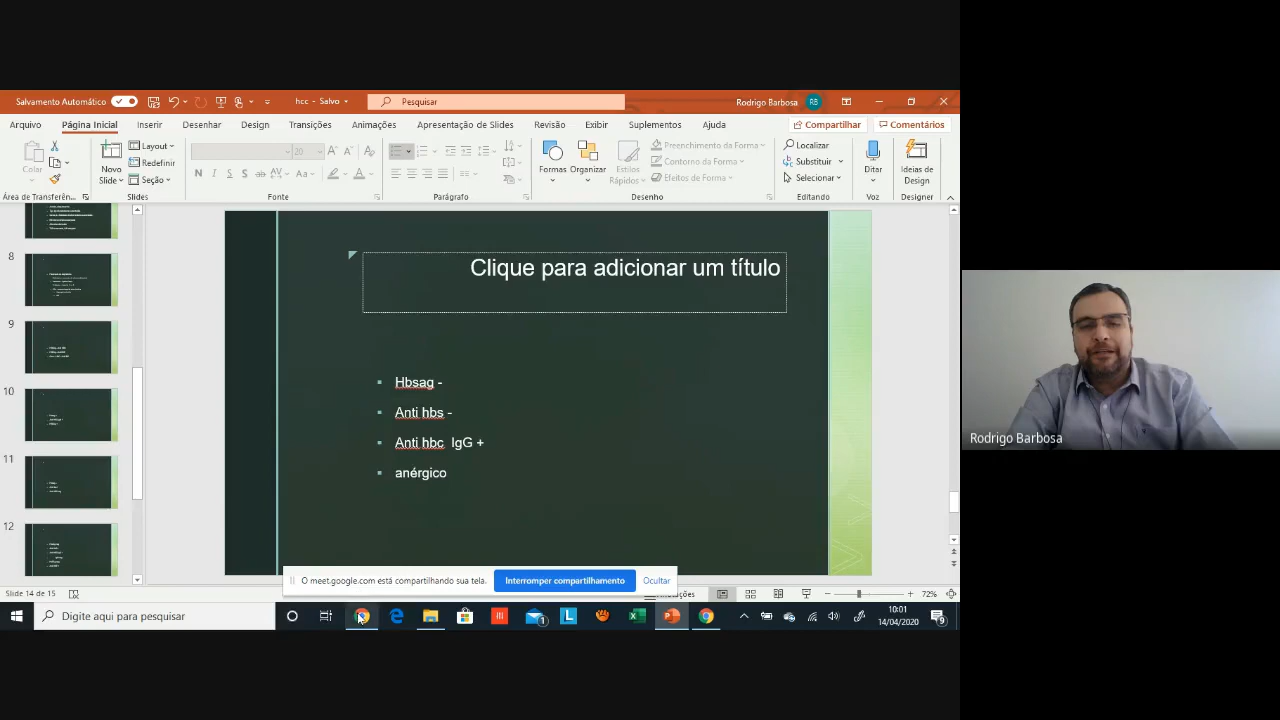 Salvamento Automático
hcc - Salvo
Pesquisar
Rodrigo Barbosa RB
Arquivo Página Inicial Inserir Desenhar Design Transições Animações Apresentação de Slides Revisão Exibir Suplementos Ajuda Compartilhar Comentários
Colar
Novo Slide
Layout
Redefinir
Seção
20
N I S S ab AV Aa
Formas
Organizar
Estilos Rápidos
Preenchimento da Forma
Contorno da Forma
Efeitos de Forma
Localizar
Substituir
Selecionar
Ditar
Ideias de Design
Área de Transferên... Slides Fonte Parágrafo Desenho Editando Voz Designer
8
9
10
11
12
Clique para adicionar um título
Hbsag -
Anti hbs -
Anti hbc IgG +
anérgico
Rodrigo Barbosa
O meet.google.com está compartilhando sua tela. Interromper compartilhamento Ocultar
Slide 14 de 15
72%
Digite aqui para pesquisar
10:01
14/04/2020